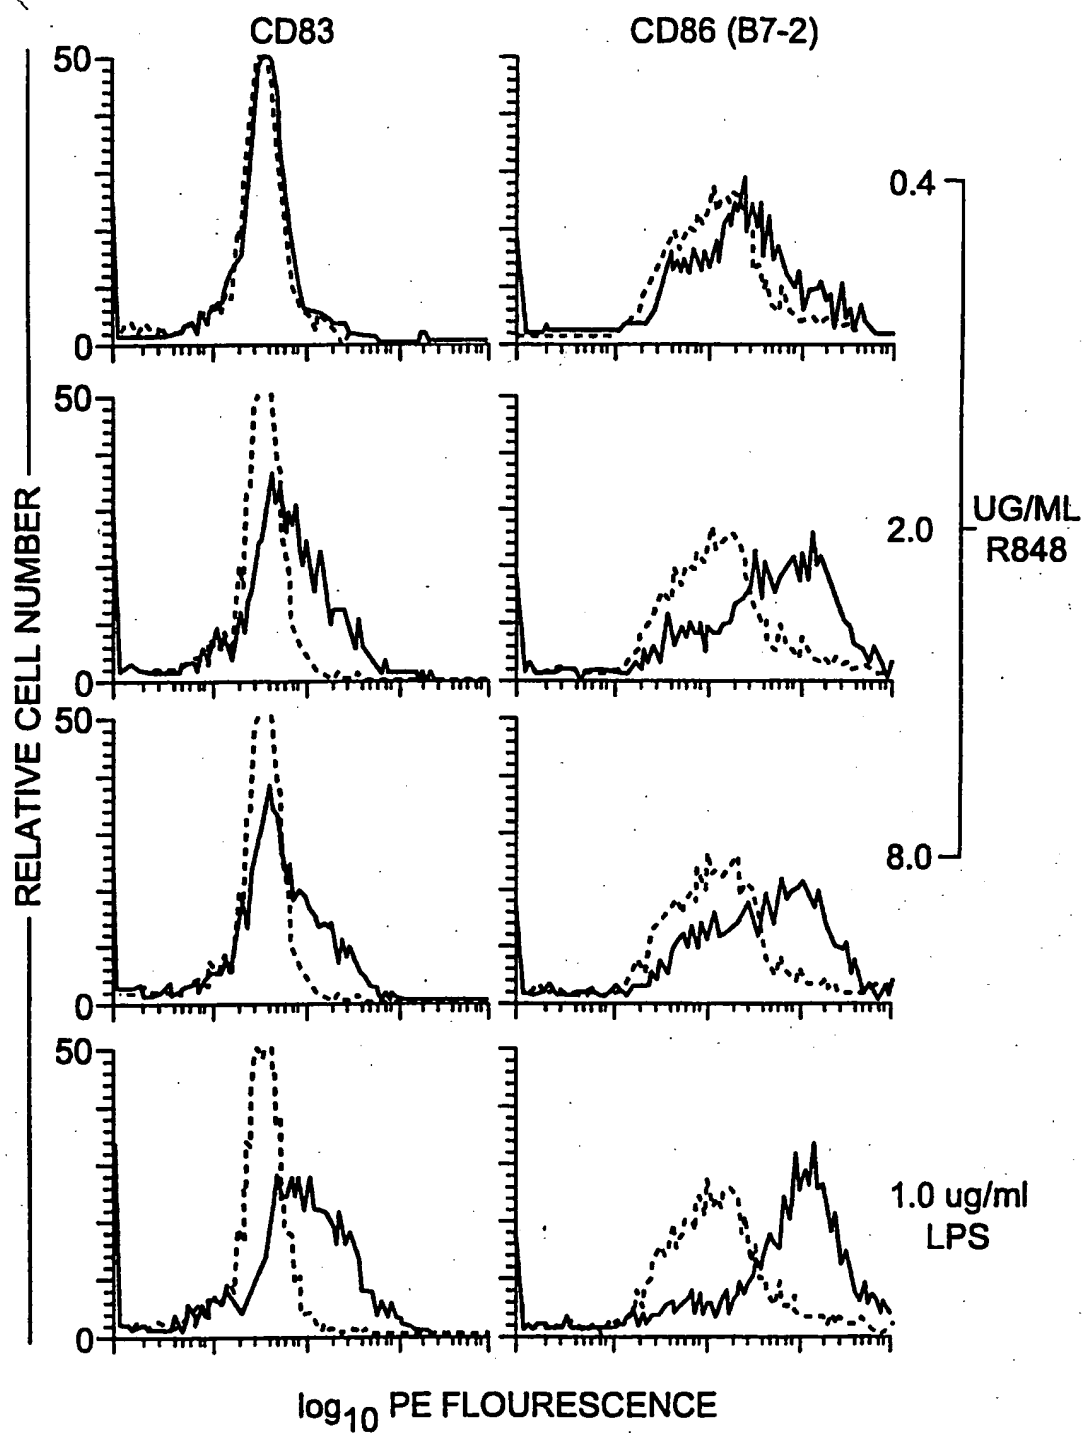 CD83
CD86 (B7-2)
50
0
0.4
50
0
2.0
UG/ML
R848
50
0
8.0
50
0
1.0 ug/ml
LPS
RELATIVE CELL NUMBER
log10 PE FLOURESCENCE